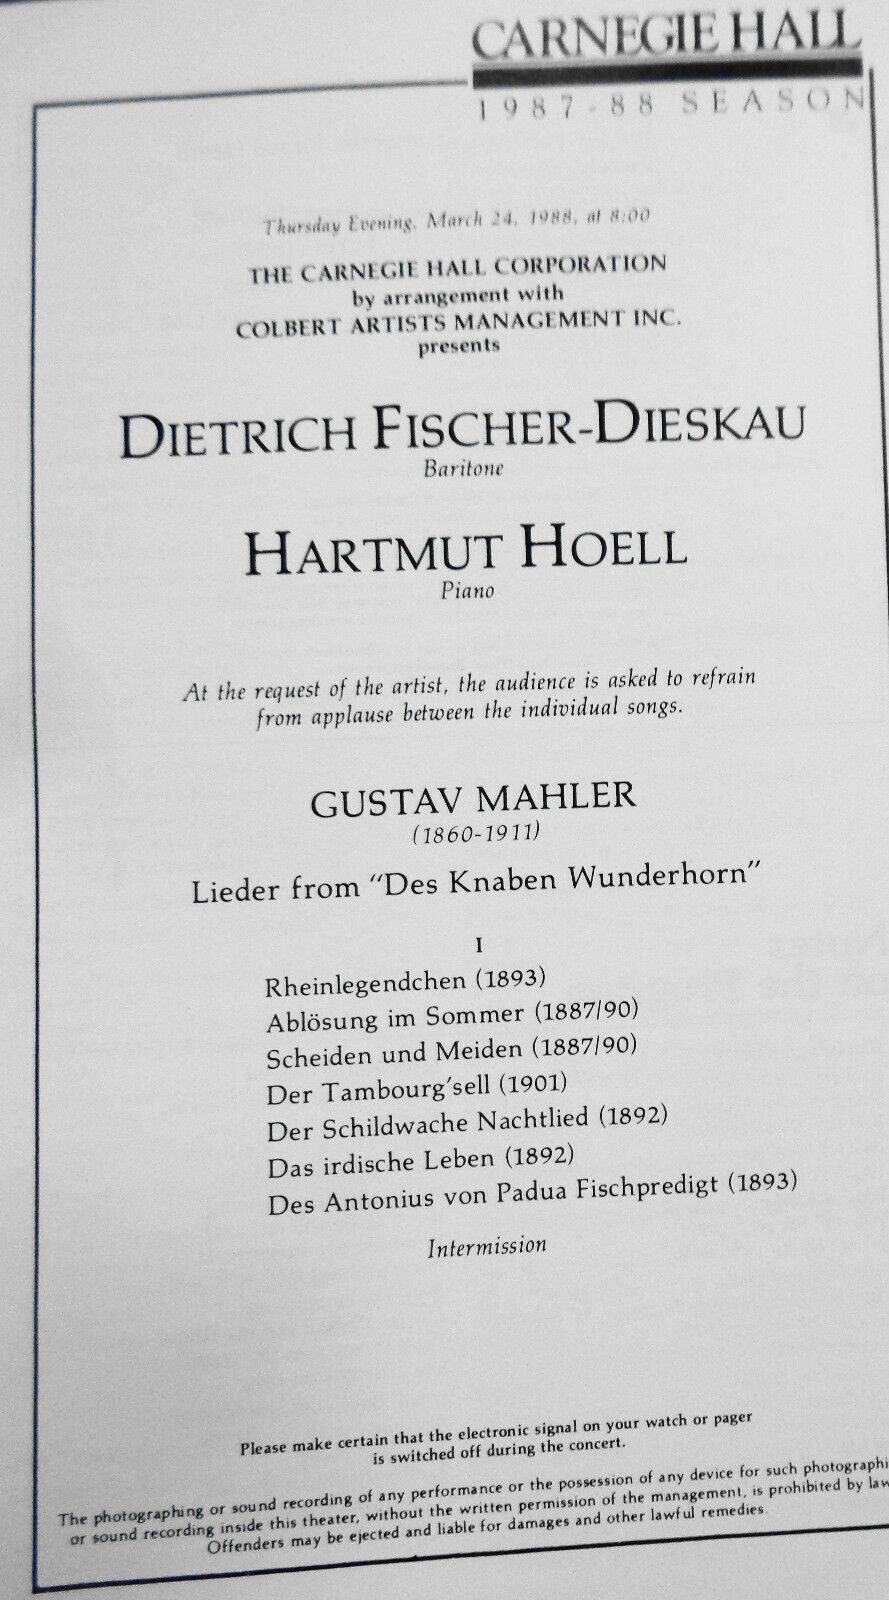 CARNEGIE HALL
1987-88 SEASON
Thursday Evening, March 24, 1988, at 8:00
THE CARNEGIE HALL CORPORATION
by arrangement with
COLBERT ARTISTS MANAGEMENT INC.
presents
DIETRICH FISCHER-DIESKAU
Baritone
HARTMUT HOELL
Piano
At the request of the artist, the audience is asked to refrain
from applause between the individual songs.
GUSTAV MAHLER
(1860-1911)
Lieder from “Des Knaben Wunderhorn”
I
Rheinlegendchen (1893)
Ablösung im Sommer (1887/90)
Scheiden und Meiden (1887/90)
Der Tambourg'sell (1901)
Der Schildwache Nachtlied (1892)
Das irdische Leben (1892)
Des Antonius von Padua Fischpredigt (1893)
Intermission
Please make certain that the electronic signal on your watch or pager
is switched off during the concert.
The photographing or sound recording of any performance or the possession of any device for such photographi
or sound recording inside this theater, without the written permission of the management, is prohibited by law
Offenders may be ejected and liable for damages and other lawful remedies.